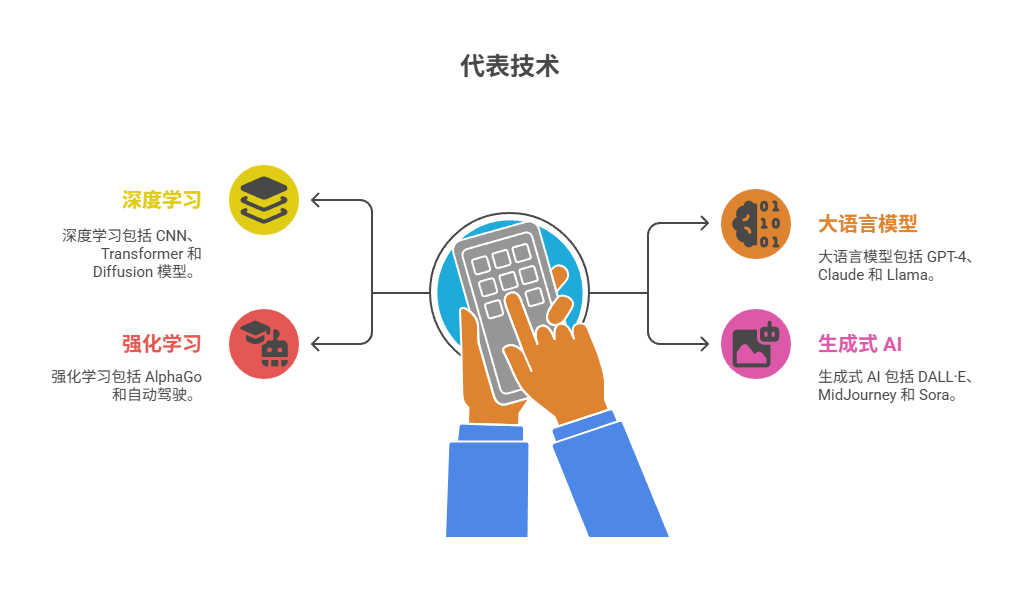 代表技术
深度学习
深度学习包括 CNN、
Transformer 和
Diffusion 模型。
强化学习
强化学习包括 AlphaGo
和自动驾驶。
01
10
01
大语言模型
大语言模型包括 GPT-4、
Claude 和 Llama。
生成式 AI
生成式 AI 包括 DALL·E、
MidJourney 和 Sora。